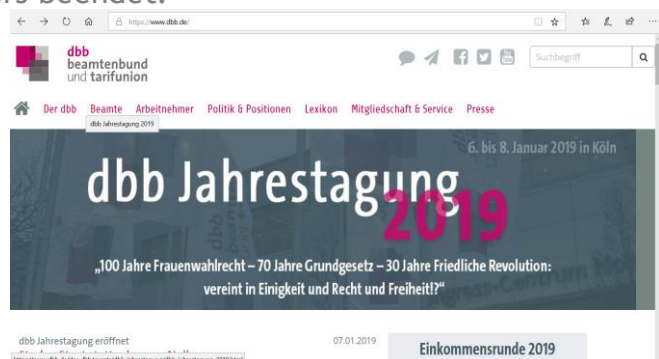 beendet.
https://www.dbb.de/
dbb
beamtenbund
und tarifunion
Suchbegriff
Der dbb Beamte Arbeitnehmer Politik & Positionen Lexikon Mitgliedschaft & Service Presse
dbb Jahrestagung 2019
6. bis 8. Januar 2019 in Köln
dbb Jahrestagung
2019
„100 Jahre Frauenwahlrecht – 70 Jahre Grundgesetz – 30 Jahre Friedliche Revolution:
vereint in Einigkeit und Recht und Freiheit!?“
dbb Jahrestagung eröffnet 07.01.2019
Einkommensrunde 2019